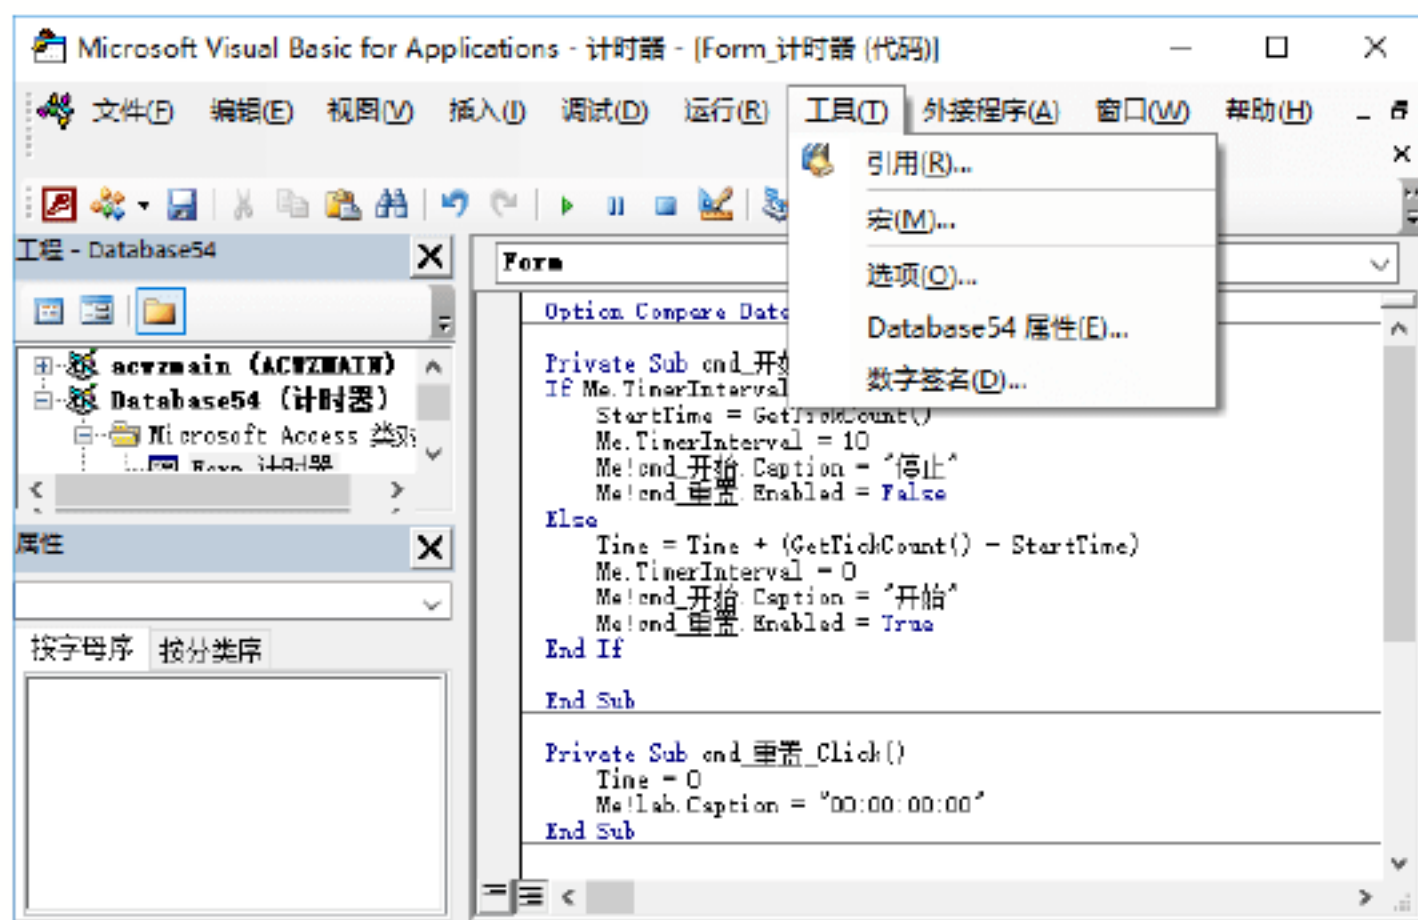 Microsoft Visual Basic for Applications - 计时器 - [Form_计时器 (代码)]
文件(F) 编辑(E) 视图(V) 插入(I) 调试(D) 运行(R) 工具(T) 外接程序(A) 窗口(W) 帮助(H)
引用(R)...
宏(M)...
选项(O)...
Database54 属性(E)...
数字签名(D)...
工程 - Database54
acwzmain (ACWZMAIN)
Database54 (计时器)
Microsoft Access 类
Form 计时器
属性
按字母序 按分类序
Form
Option Compare Data
Private Sub cmd_开始
If Me.TimerInterval
StartTime = GetTickCount()
Me.TimerInterval = 10
Me!cmd_开始.Caption = "停止"
Me!cmd_重置.Enabled = False
Else
Time = Time + (GetTickCount() - StartTime)
Me.TimerInterval = 0
Me!cmd_开始.Caption = "开始"
Me!cmd_重置.Enabled = True
End If
End Sub
Private Sub cmd_重置_Click()
Time = 0
Me!lab.Caption = "00:00:00:00"
End Sub